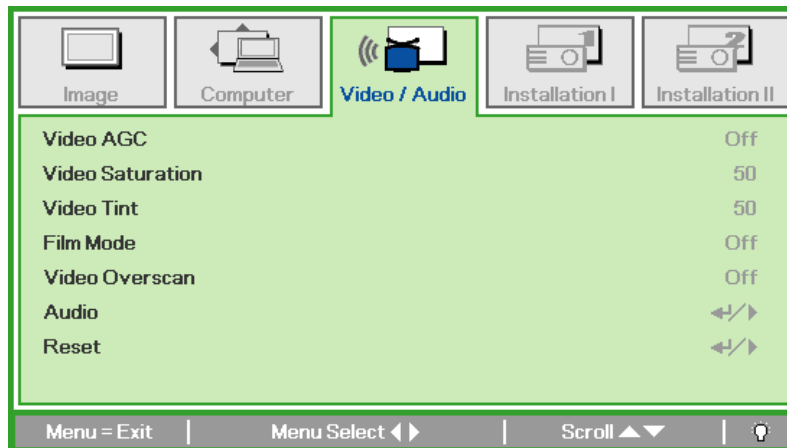 Image Computer Video / Audio Installation I Installation II
Video AGC Off
Video Saturation 50
Video Tint 50
Film Mode Off
Video Overscan Off
Audio
Reset
Menu = Exit Menu Select Scroll